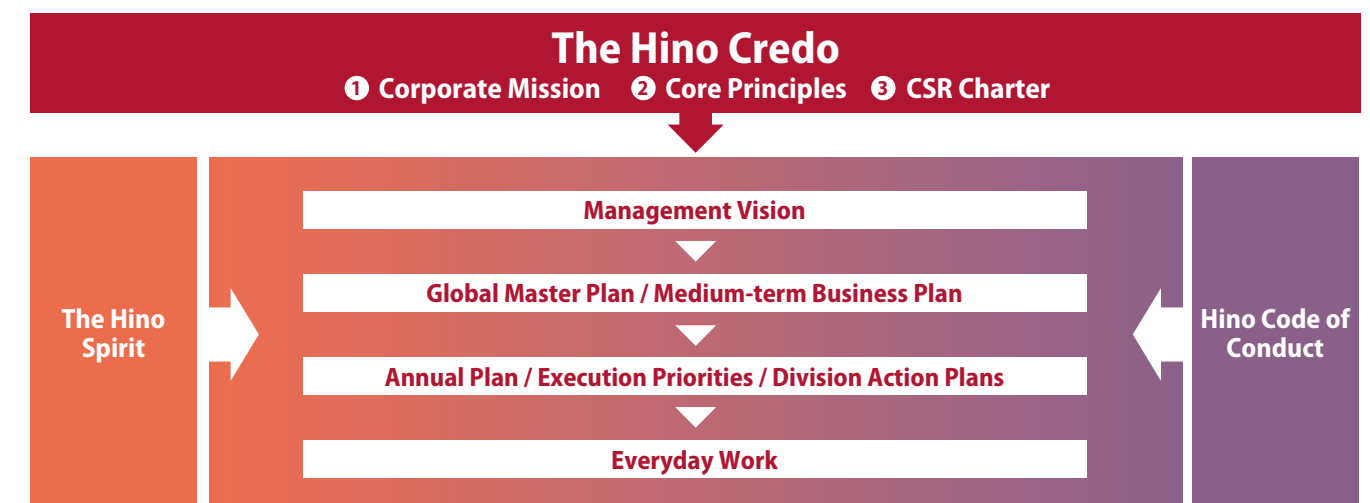 The Hino Credo
❶ Corporate Mission ❷ Core Principles ❸ CSR Charter
The Hino
Spirit
Management Vision
Global Master Plan / Medium-term Business Plan
Annual Plan / Execution Priorities / Division Action Plans
Everyday Work
Hino Code of
Conduct